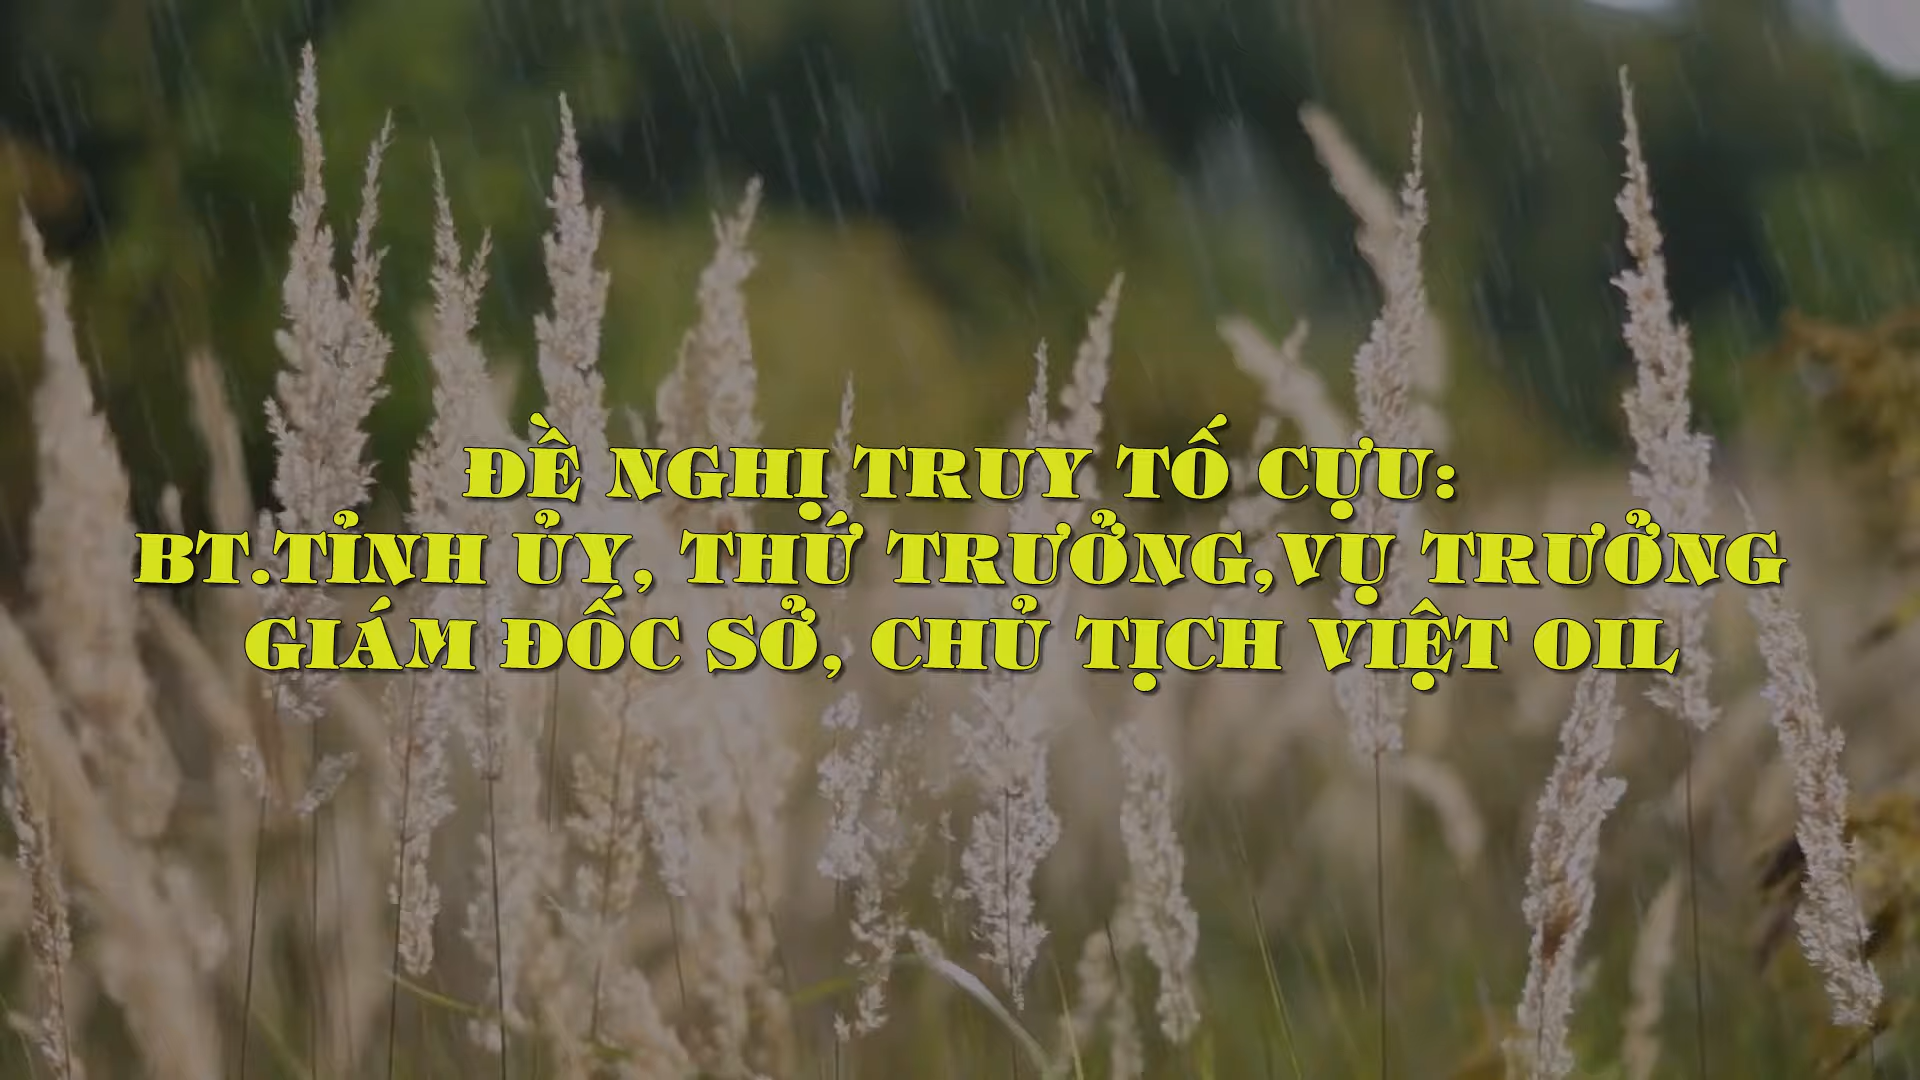 ĐỀ NGHỊ TRUY TỐ CỰU:
BT.TỈNH ỦY, THỨ TRƯỞNG,VỤ TRƯỞNG
GIÁM ĐỐC SỞ, CHỦ TỊCH VIỆT OIL